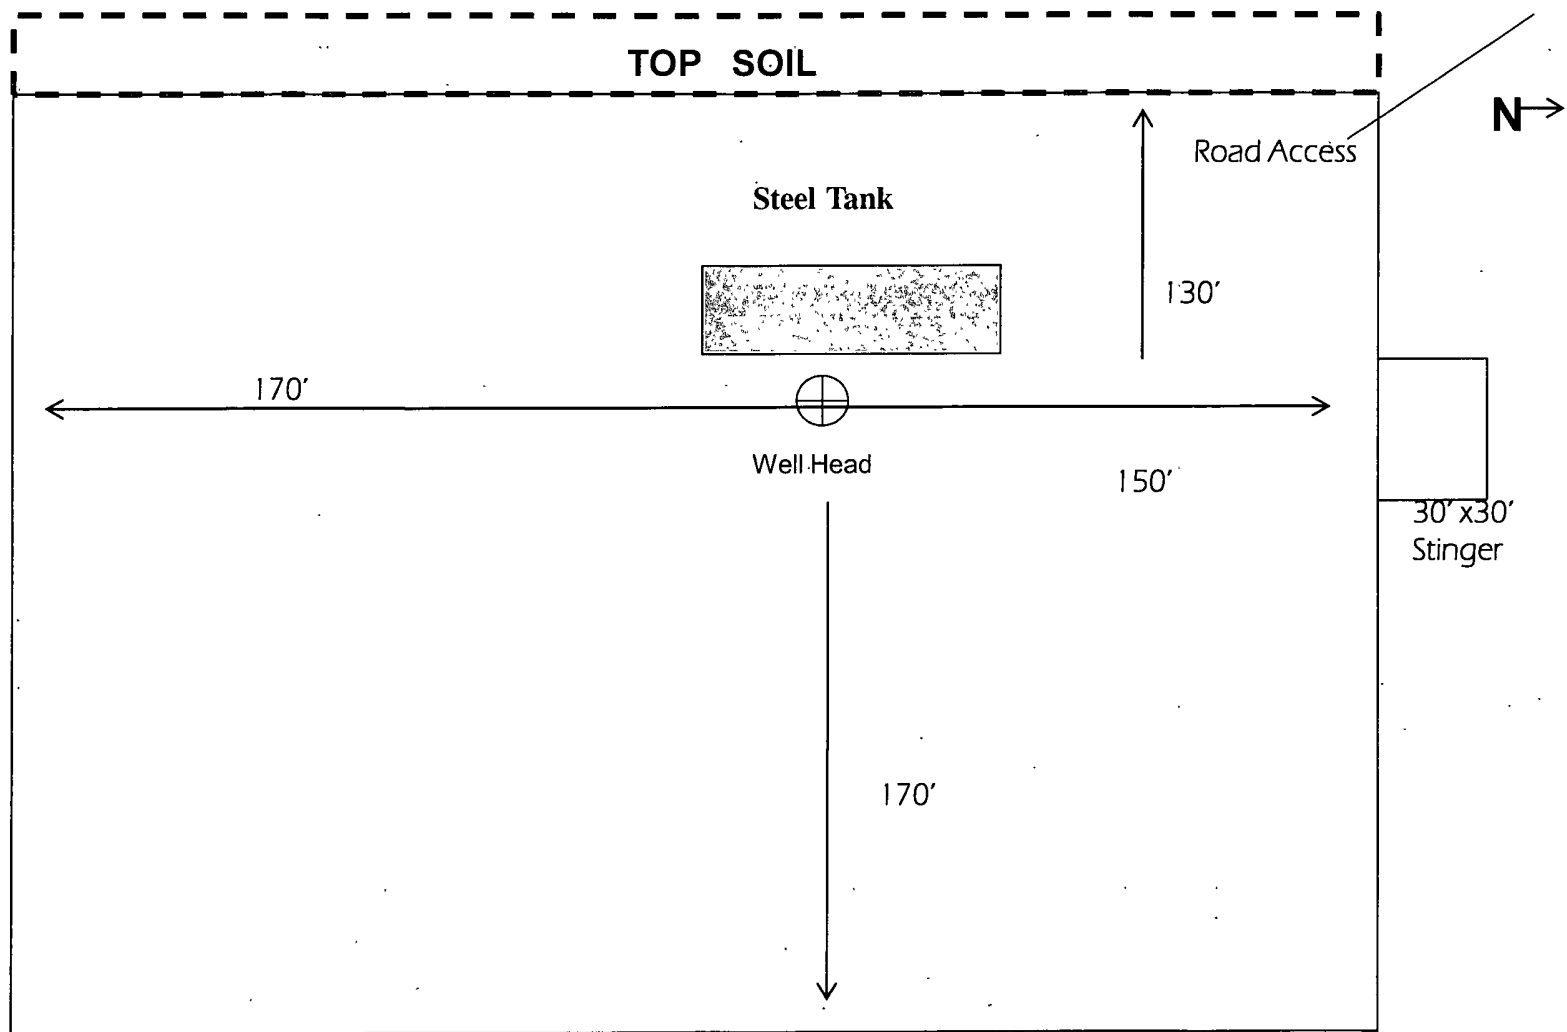 TOP SOIL
N
Road Access
Steel Tank
130'
170'
Well Head
150'
30' x30'
Stinger
170'